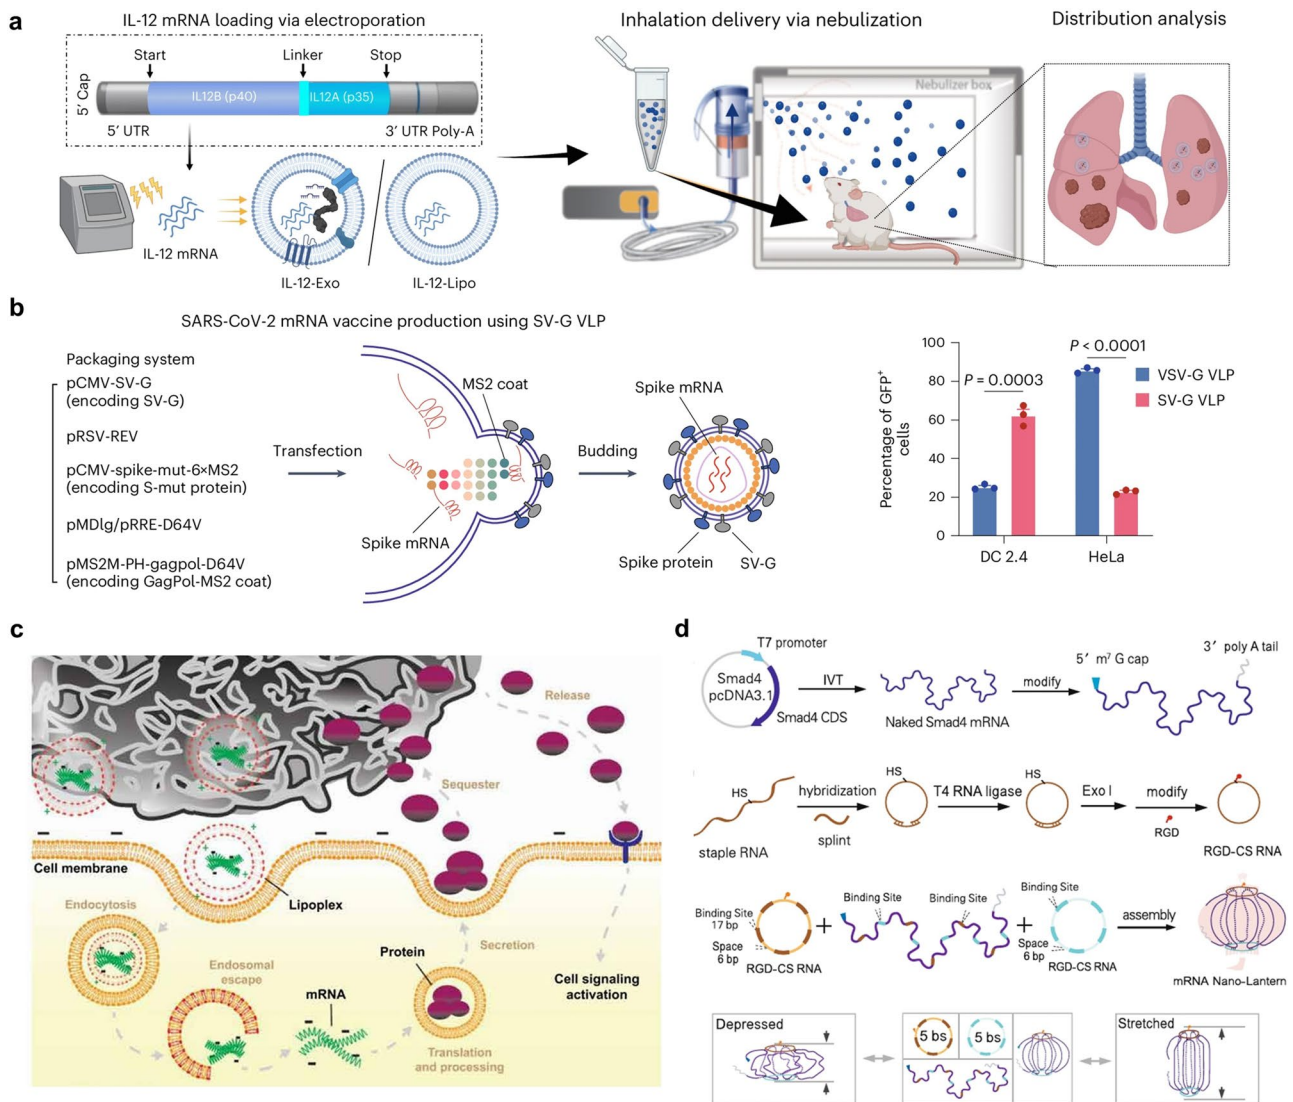 a
IL-12 mRNA loading via electroporation
Start
Linker
Stop
5′ Cap
IL12B (p40)
IL12A (p35)
5′ UTR
3′ UTR Poly-A
IL-12 mRNA
IL-12-Exo
IL-12-Lipo
Inhalation delivery via nebulization
Nebulizer box
Distribution analysis
b
SARS-CoV-2 mRNA vaccine production using SV-G VLP
Packaging system
pCMV-SV-G
(encoding SV-G)
pRSV-REV
pCMV-spike-mut-6×MS2
(encoding S-mut protein)
pMDlg/pRRE-D64V
pMS2M-PH-gagpol-D64V
(encoding GagPol-MS2 coat)
Transfection
MS2 coat
Spike mRNA
Budding
Spike mRNA
Spike protein
SV-G
Percentage of GFP+
cells
100
80
60
40
20
0
P = 0.0003
P < 0.0001
DC 2.4
HeLa
VSV-G VLP
SV-G VLP
c
Release
Sequester
Cell membrane
Lipoplex
Endocytosis
Endosomal
escape
mRNA
Protein
Secretion
Translation
and processing
Cell signaling
activation
d
T7 promoter
Smad4
pcDNA3.1
Smad4 CDS
IVT
Naked Smad4 mRNA
modify
5′ m7 G cap
3′ poly A tail
HS
staple RNA
hybridization
splint
HS
T4 RNA ligase
HS
Exo I
modify
RGD
RGD-CS RNA
Binding Site
17 bp
Space
6 bp
RGD-CS RNA
+
Binding Site
Binding Site
+
Binding Site
Space
6 bp
RGD-CS RNA
assembly
mRNA Nano-Lantern
Depressed
5 bs
5 bs
Stretched